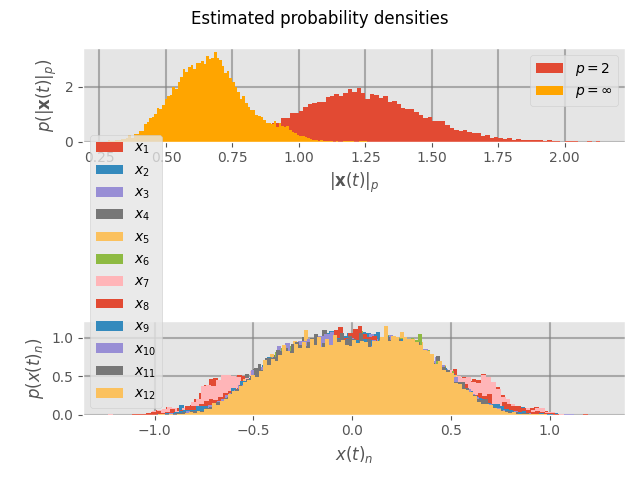 Estimated probability densities
p(|x(t)|ₚ)
2
0
p = 2
p = ∞
0.25 0.50 0.75 1.00 1.25 1.50 1.75 2.00
|x(t)|ₚ
x₁
x₂
x₃
x₄
x₅
x₆
x₇
x₈
x₉
x₁₀
x₁₁
x₁₂
p(x(t)ₙ)
1.0
0.5
0.0
−1.0 −0.5 0.0 0.5 1.0
x(t)ₙ